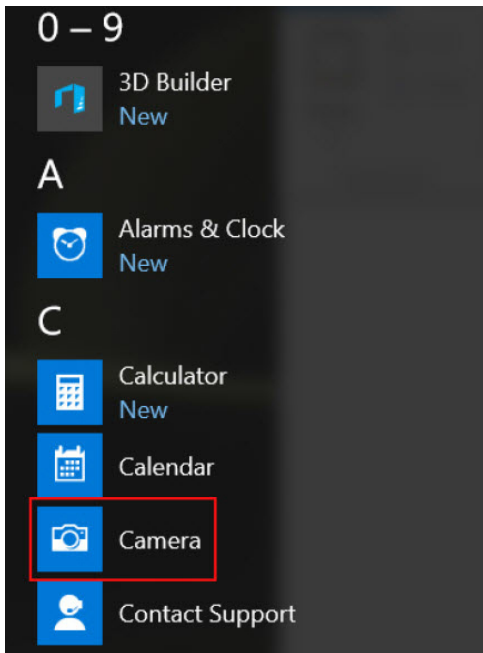 0 – 9
3D Builder
New
A
Alarms & Clock
New
C
Calculator
New
Calendar
Camera
Contact Support